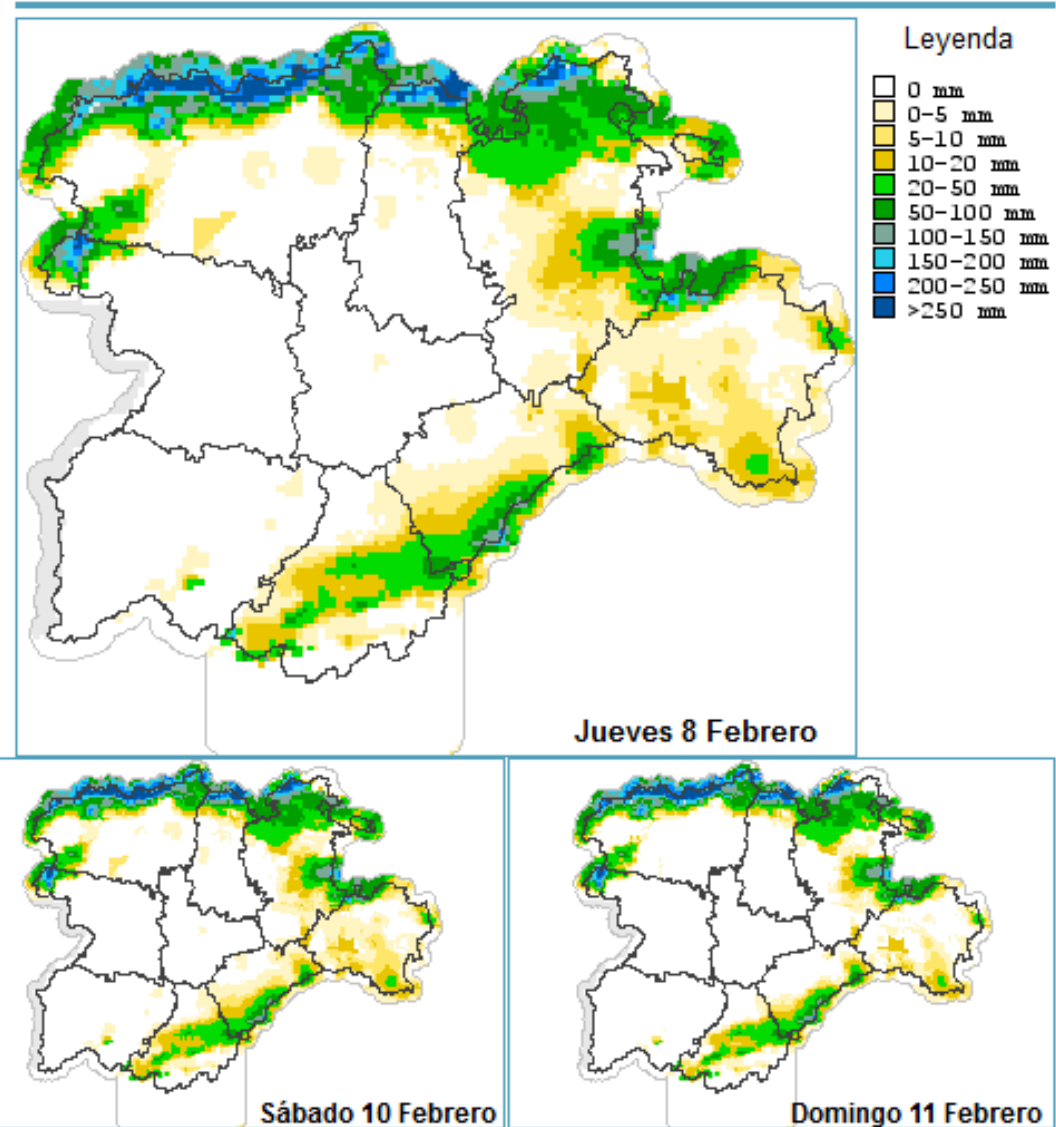 Leyenda
0 mm
0-5 mm
5-10 mm
10-20 mm
20-50 mm
50-100 mm
100-150 mm
150-200 mm
200-250 mm
>250 mm
Jueves 8 Febrero
Sábado 10 Febrero
Domingo 11 Febrero